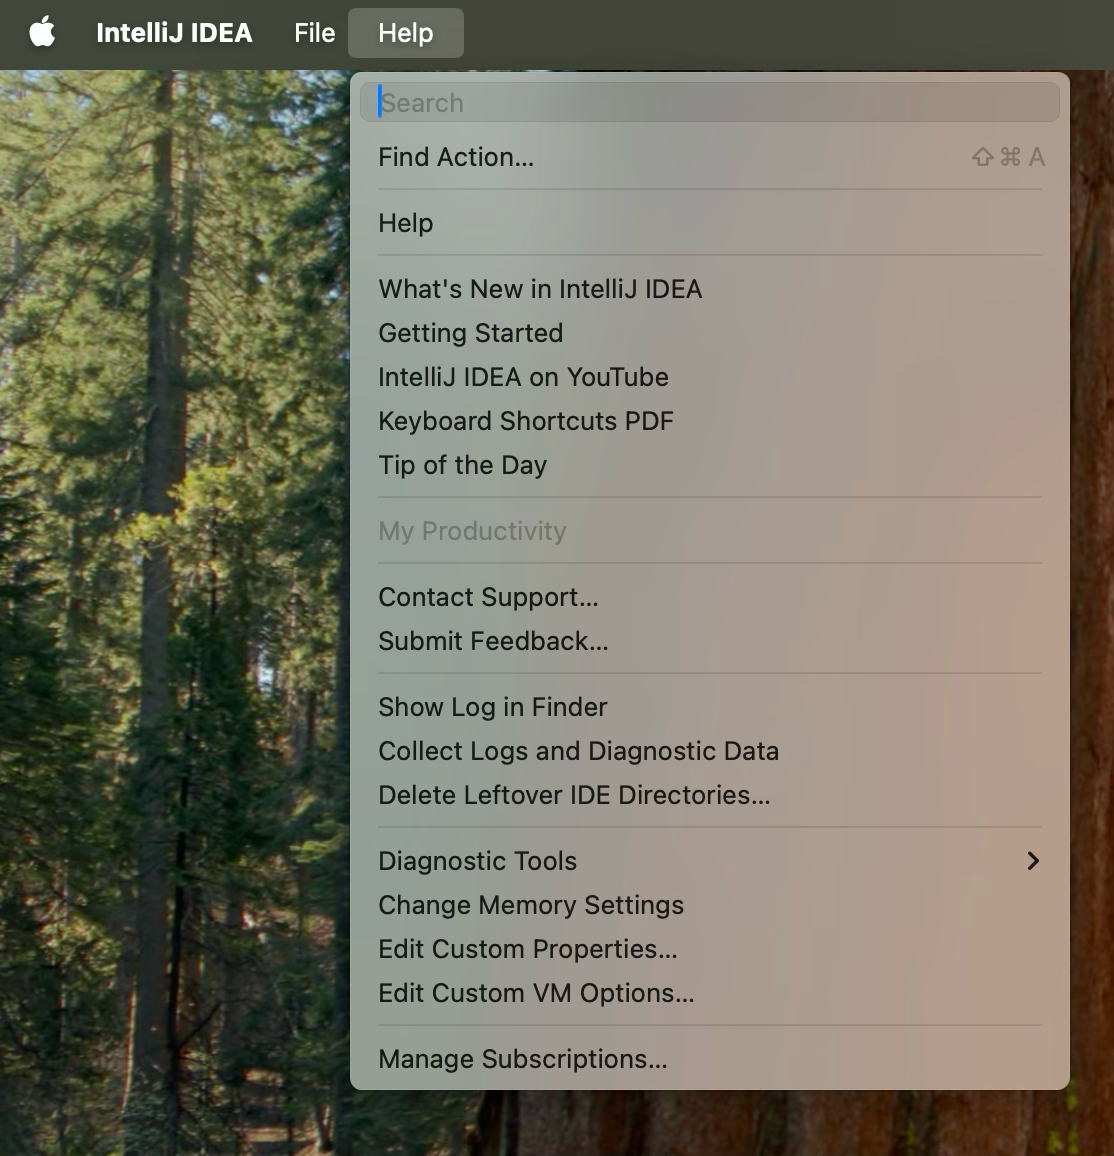 IntelliJ IDEA File Help
Search
Find Action... ⇧⌘A
Help
What's New in IntelliJ IDEA
Getting Started
IntelliJ IDEA on YouTube
Keyboard Shortcuts PDF
Tip of the Day
My Productivity
Contact Support...
Submit Feedback...
Show Log in Finder
Collect Logs and Diagnostic Data
Delete Leftover IDE Directories...
Diagnostic Tools
Change Memory Settings
Edit Custom Properties...
Edit Custom VM Options...
Manage Subscriptions...